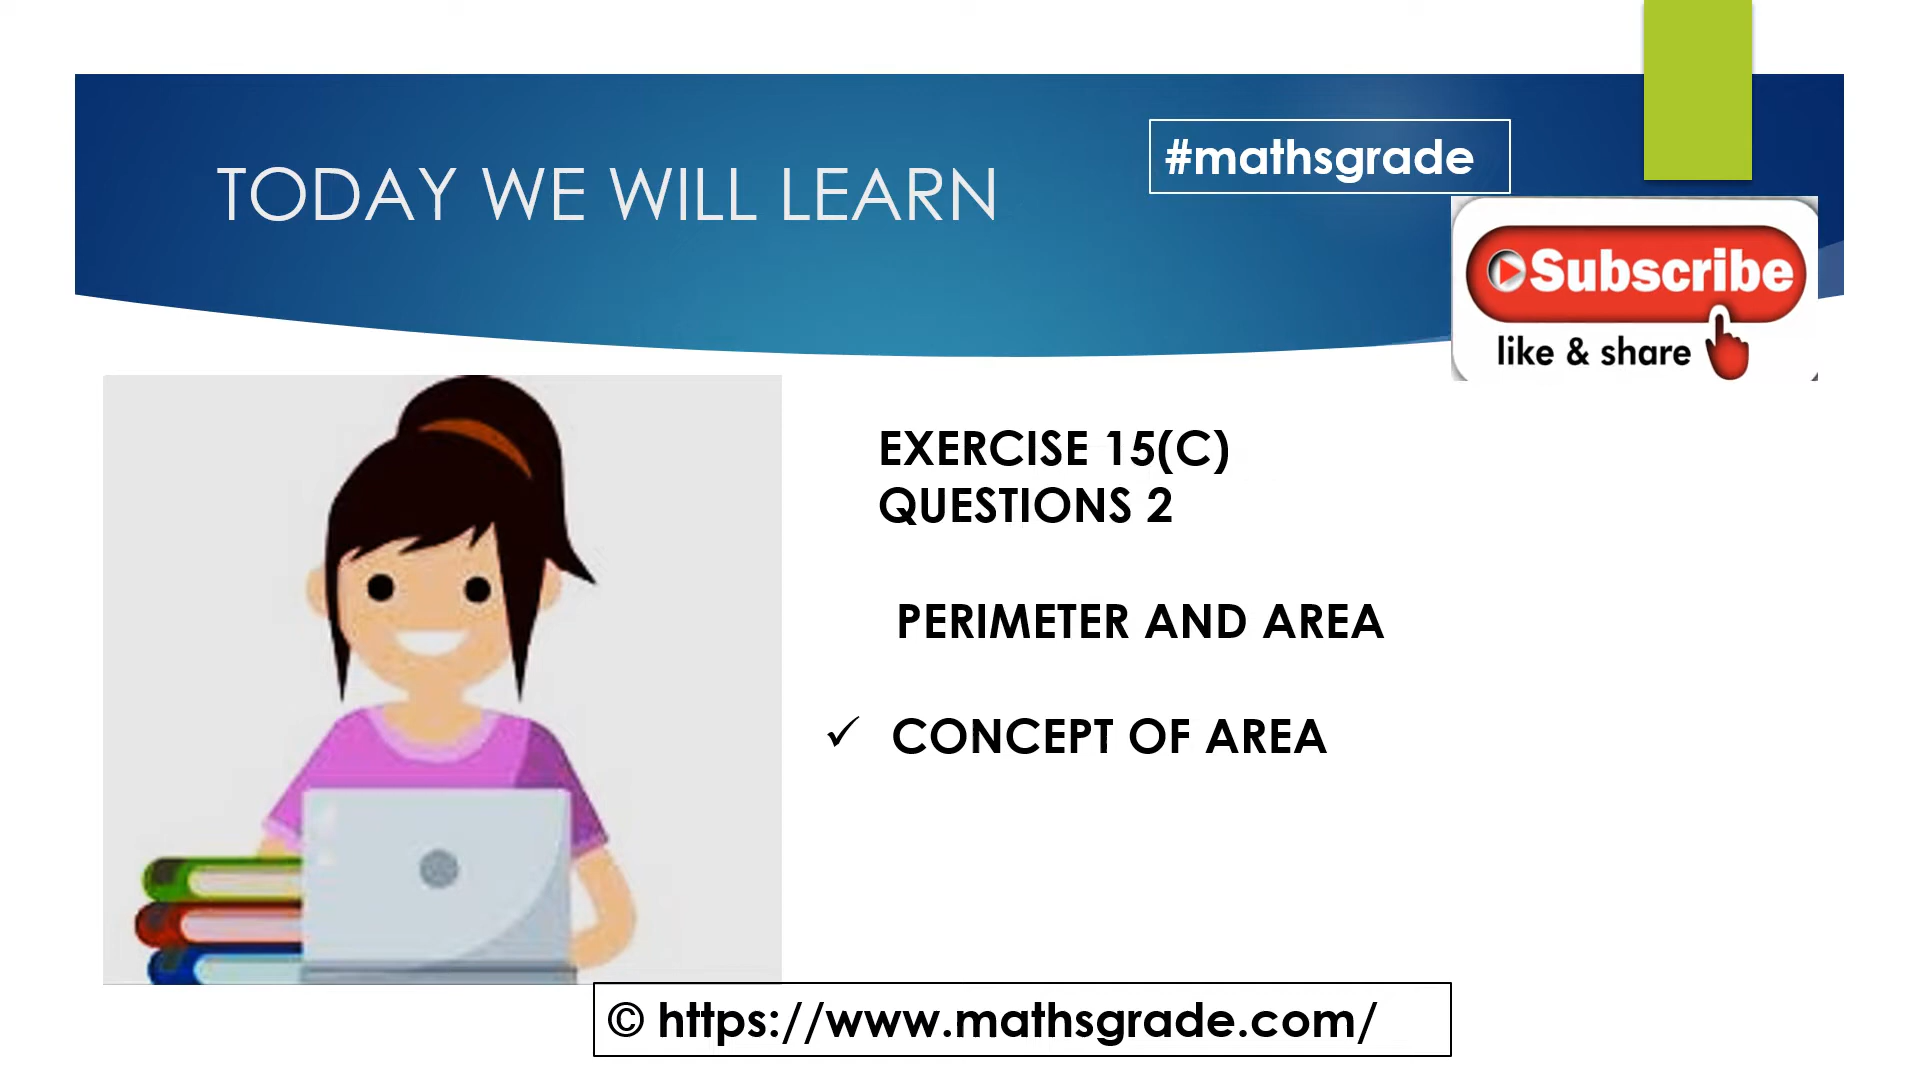 TODAY WE WILL LEARN
#mathsgrade
Subscribe
like & share
EXERCISE 15(C)
QUESTIONS 2
PERIMETER AND AREA
✓ CONCEPT OF AREA
© https://www.mathsgrade.com/